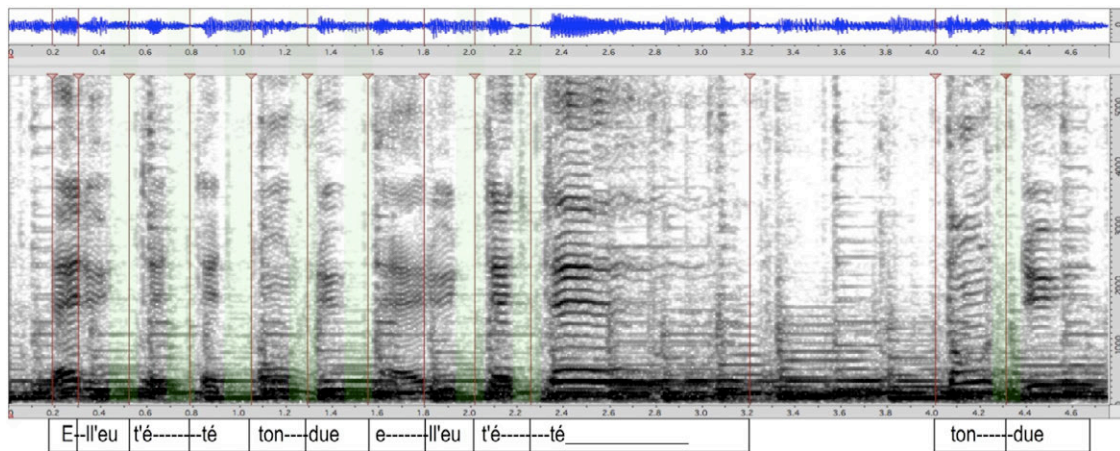 0
0 0.2 0.4 0.6 0.8 1.0 1.2 1.4 1.6 1.8 2.0 2.2 2.4 2.6 2.8 3.0 3.2 3.4 3.6 3.8 4.0 4.2 4.4 4.6
0 0.2 0.4 0.6 0.8 1.0 1.2 1.4 1.6 1.8 2.0 2.2 2.4 2.6 2.8 3.0 3.2 3.4 3.6 3.8 4.0 4.2 4.4 4.6
E--ll'eu t'é---------té ton----due e--------ll'eu t'é---------té________________ ton------due